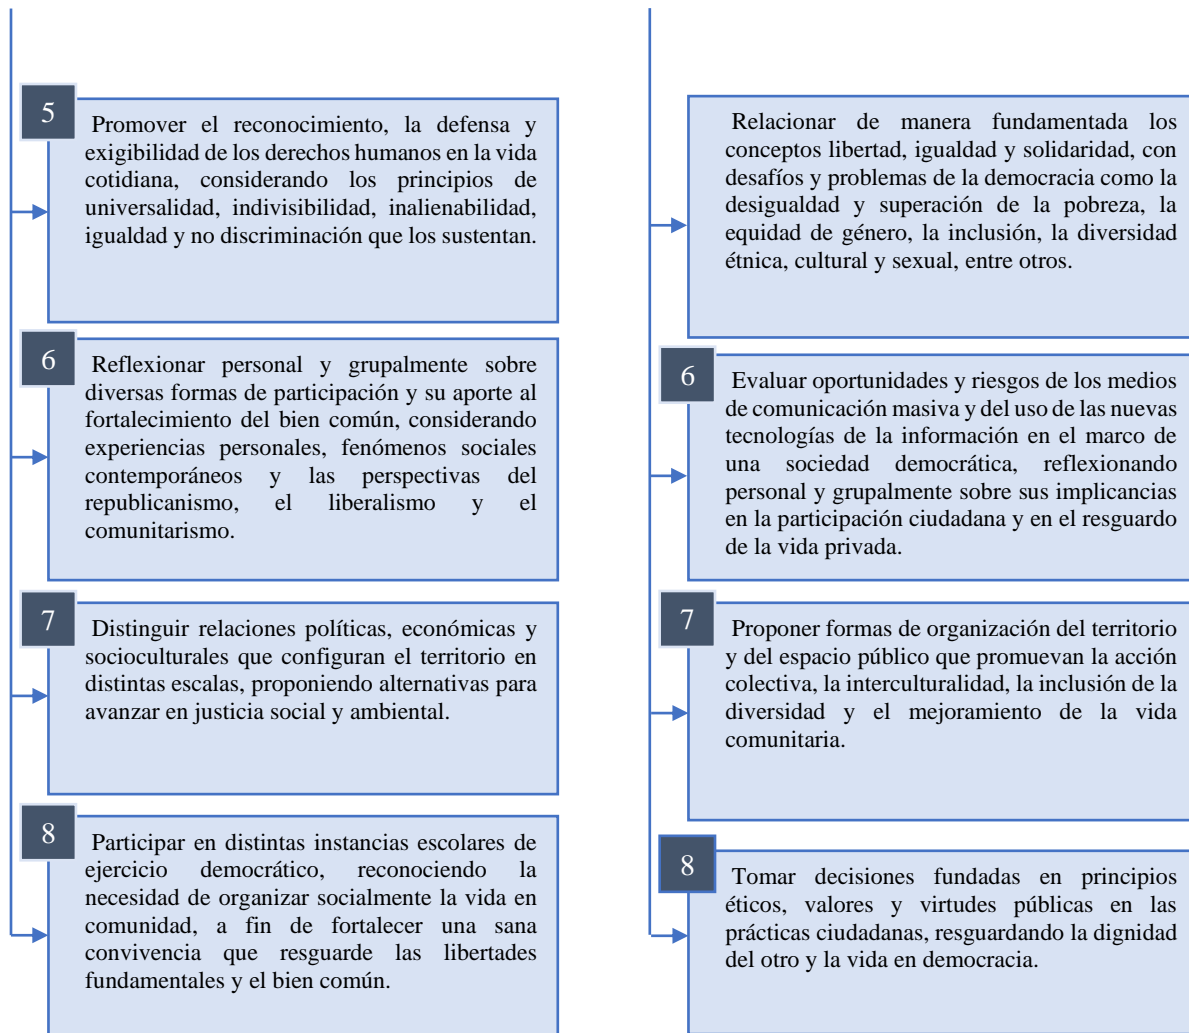 5
Promover el reconocimiento, la defensa y
exigibilidad de los derechos humanos en la vida
cotidiana, considerando los principios de
universalidad, indivisibilidad, inalienabilidad,
igualdad y no discriminación que los sustentan.
6
Reflexionar personal y grupalmente sobre
diversas formas de participación y su aporte al
fortalecimiento del bien común, considerando
experiencias personales, fenómenos sociales
contemporáneos y las perspectivas del
republicanismo, el liberalismo y el
comunitarismo.
7
Distinguir relaciones políticas, económicas y
socioculturales que configuran el territorio en
distintas escalas, proponiendo alternativas para
avanzar en justicia social y ambiental.
8
Participar en distintas instancias escolares de
ejercicio democrático, reconociendo la
necesidad de organizar socialmente la vida en
comunidad, a fin de fortalecer una sana
convivencia que resguarde las libertades
fundamentales y el bien común.
Relacionar de manera fundamentada los
conceptos libertad, igualdad y solidaridad, con
desafíos y problemas de la democracia como la
desigualdad y superación de la pobreza, la
equidad de género, la inclusión, la diversidad
étnica, cultural y sexual, entre otros.
6
Evaluar oportunidades y riesgos de los medios
de comunicación masiva y del uso de las nuevas
tecnologías de la información en el marco de
una sociedad democrática, reflexionando
personal y grupalmente sobre sus implicancias
en la participación ciudadana y en el resguardo
de la vida privada.
7
Proponer formas de organización del territorio
y del espacio público que promuevan la acción
colectiva, la interculturalidad, la inclusión de la
diversidad y el mejoramiento de la vida
comunitaria.
8
Tomar decisiones fundadas en principios
éticos, valores y virtudes públicas en las
prácticas ciudadanas, resguardando la dignidad
del otro y la vida en democracia.